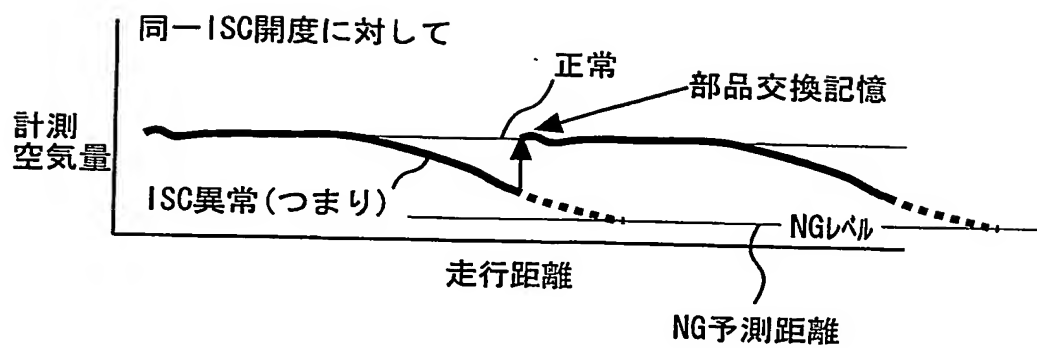 同一ISC開度に対して
正常
部品交換記憶
計測
空気量
ISC異常(つまり)
NGレベル
走行距離
NG予測距離